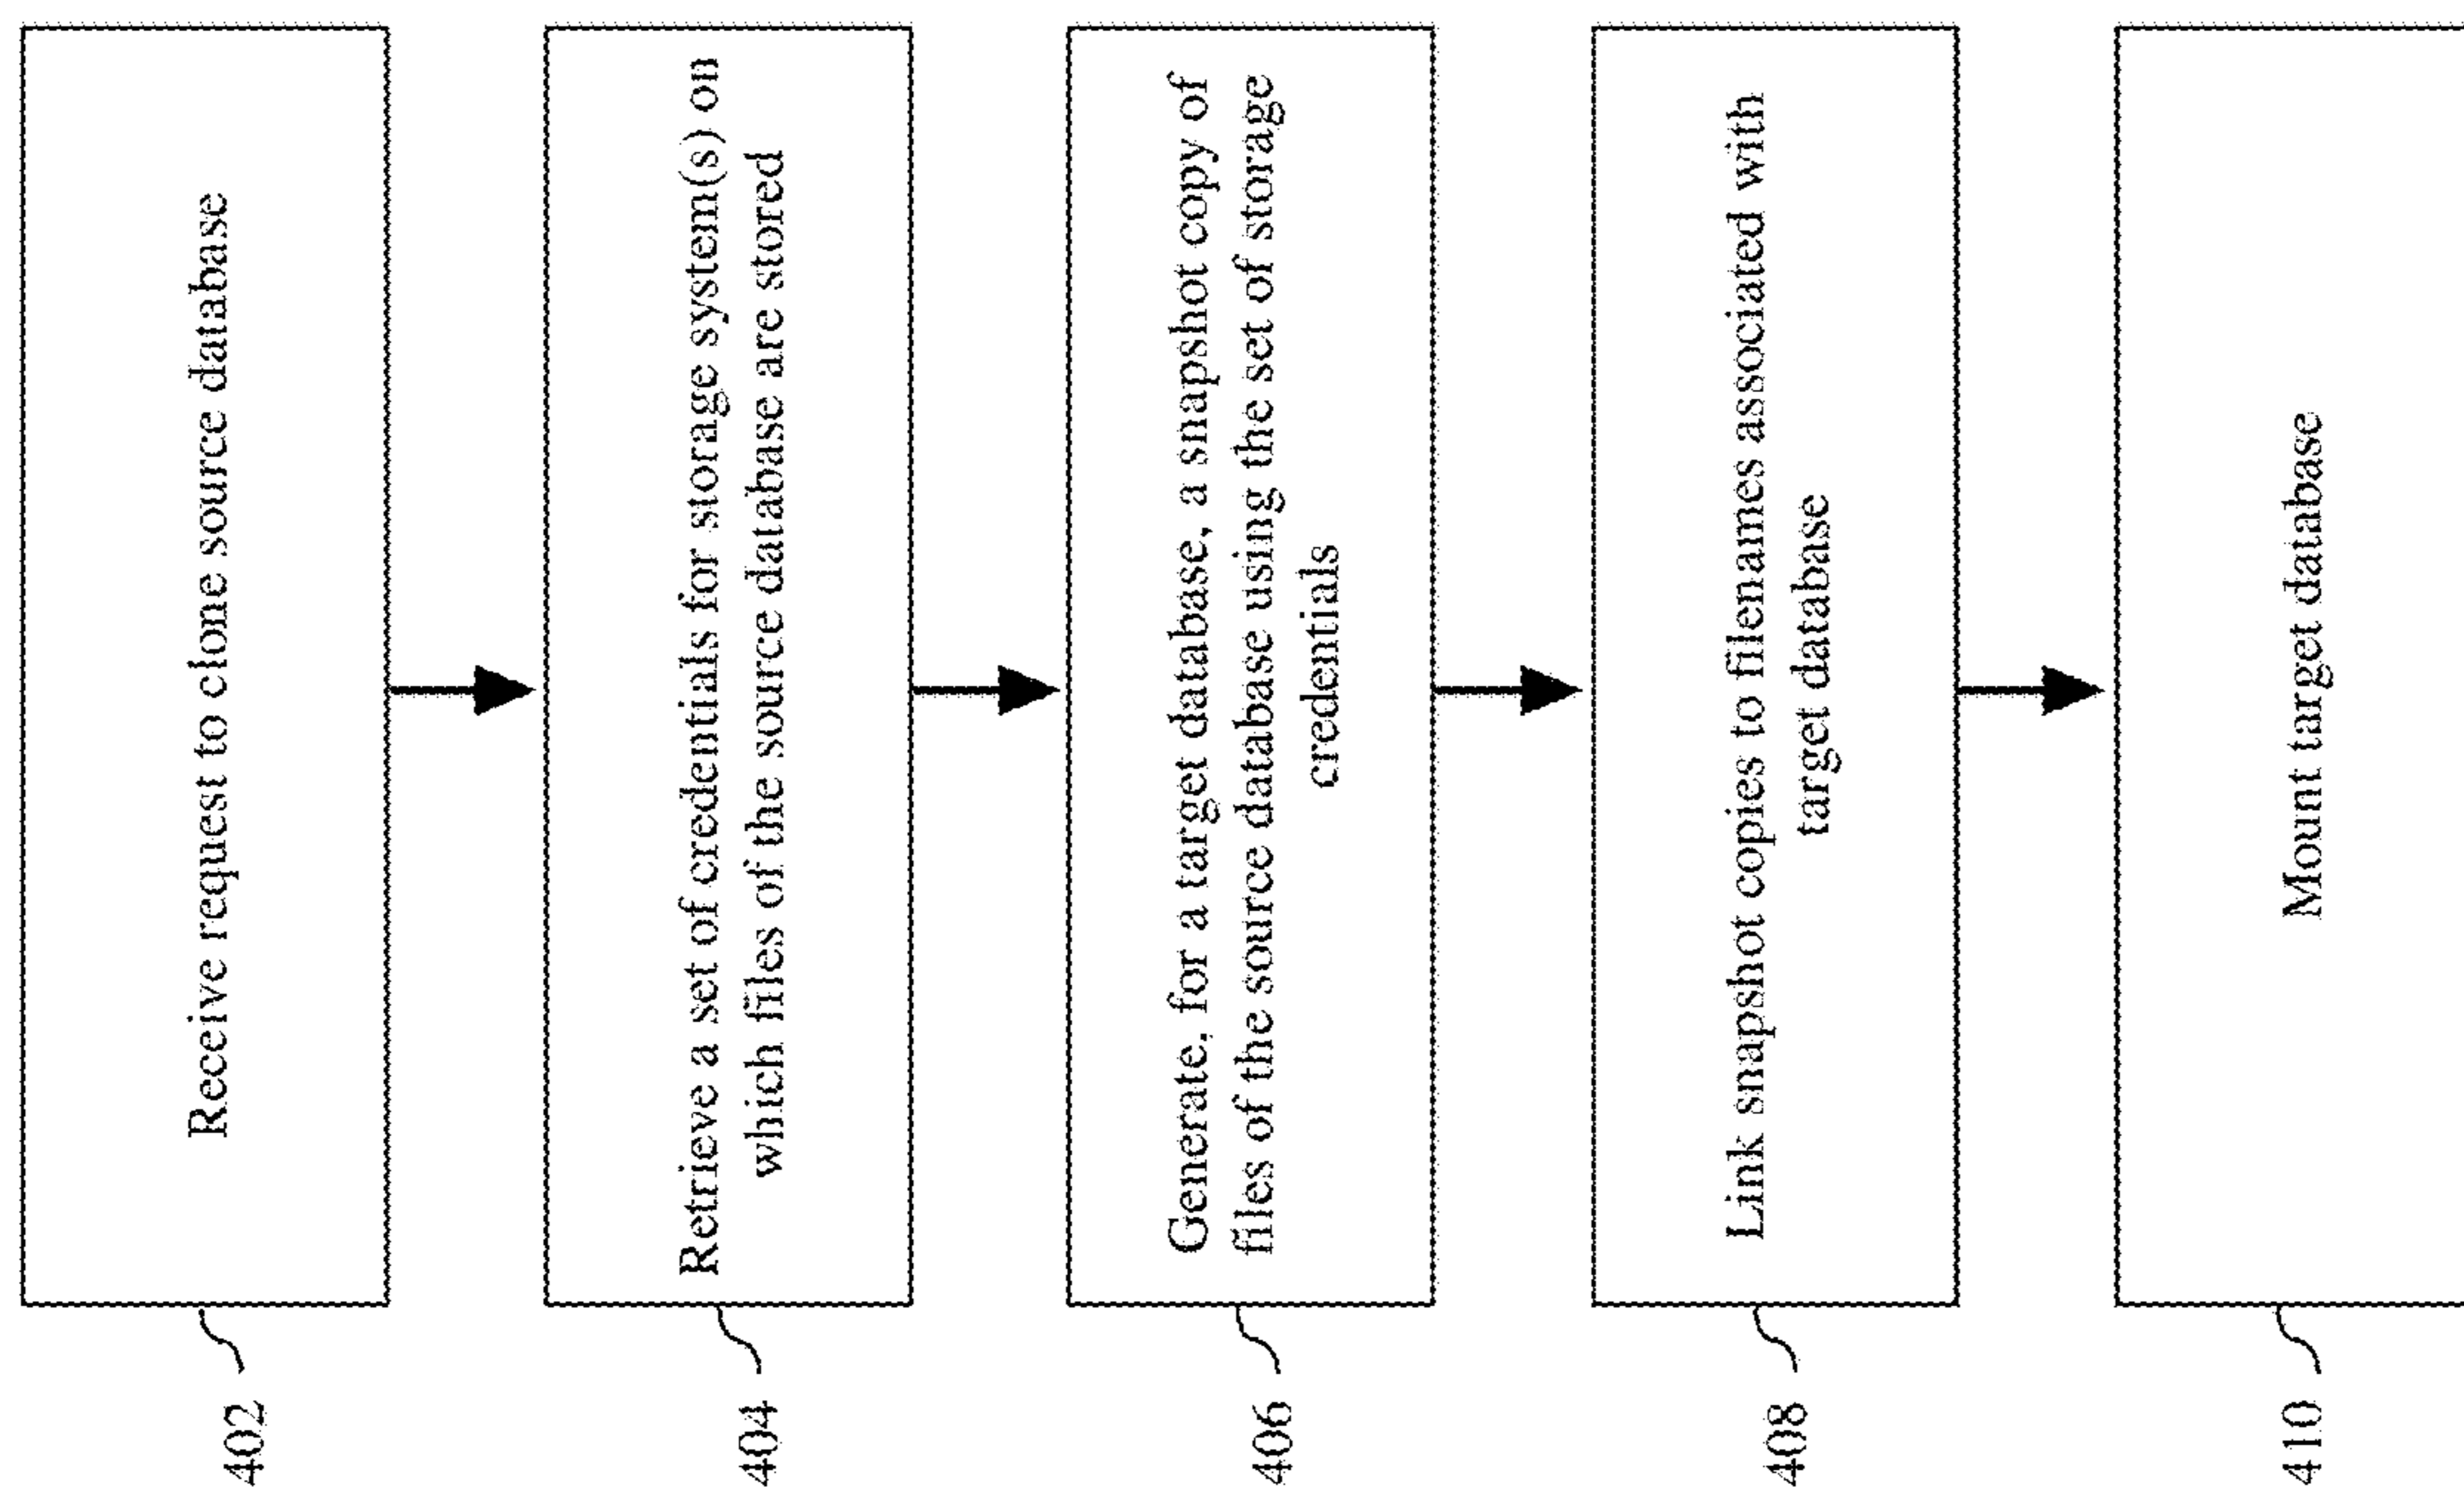 402
Receive request to clone source database
404
Retrieve a set of credentials for storage system(s) on
which files of the source database are stored
406
Generate, for a target database, a snapshot copy of
files of the source database using the set of storage
credentials
408
Link snapshot copies to filenames associated with
target database
410
Mount target database